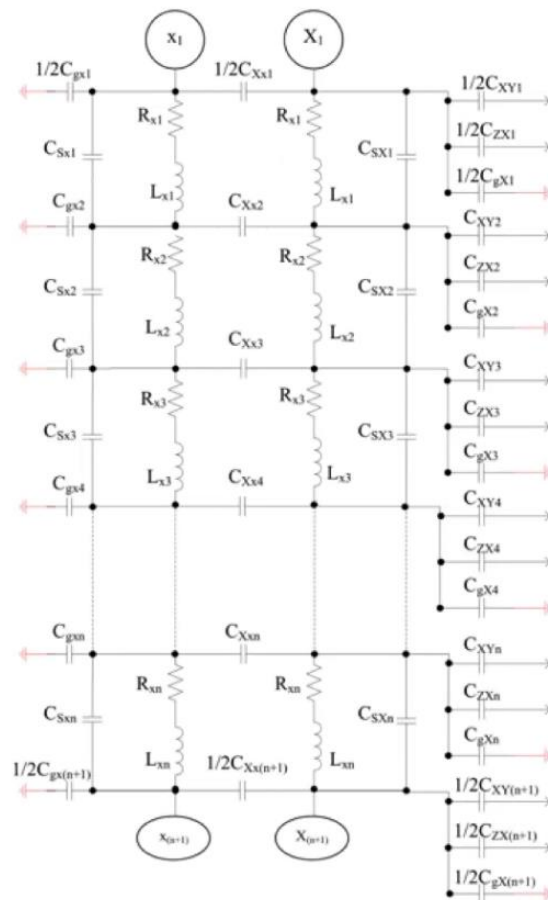 x1 X1
1/2Cgx1 1/2CXx1 1/2CXY1
Rx1 Rx1
1/2CZX1
CSx1 CSX1
Lx1 Lx1 1/2CgX1
Cgx2 CXx2 CXY2
Rx2 Rx2
CZX2
CSx2 CSX2
Lx2 Lx2 CgX2
Cgx3 CXx3 CXY3
Rx3 Rx3
CZX3
CSx3 CSX3
Lx3 Lx3 CgX3
Cgx4 CXx4 CXY4
CZX4
CgX4
Cgxn CXxn CXYn
Rxn Rxn
CZXn
CSxn CSXn
Lxn Lxn CgXn
1/2Cgx(n+1) 1/2CXx(n+1) 1/2CXY(n+1)
x(n+1) X(n+1)
1/2CZX(n+1)
1/2CgX(n+1)